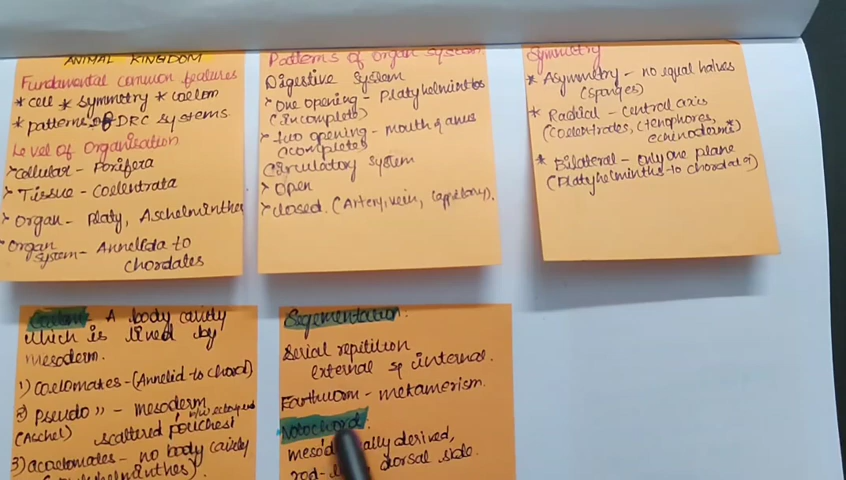 ANIMAL KINGDOM
Fundamental common features
* cell * symmetry * coelom
* patterns of DRC systems.
Level of Organisation
> cellular - Porifera
> Tissue - Coelentrata
> Organ - Platy, Aschelminthes
> Organ system - Annelida to
Chordates
Patterns of organ system
Digestive system
> One opening - Platyhelminthes
(incomplete)
> two opening - mouth & anus
(complete)
Circulatory system
> Open
> closed. (Artery, vein, capillary).
Symmetry
* Asymmetry - no equal halves
(sponges)
* Radial - central axis
(Coelentrades, Ctenophores,
echinoderms*)
* Bilateral - only one plane
(Platyhelminths to chordates)
Coelom: A body cavity
which is lined by
mesoderm.
1) Coelomates - (Annelid to chord)
2) Pseudo " - mesoderm
(Aschel) scattered pouches
3) acoelomates - no body cavity
Segmentation.
Serial repitition
external & internal.
Earthworm - metamerism.
Notochord
derived,
dorsal side.